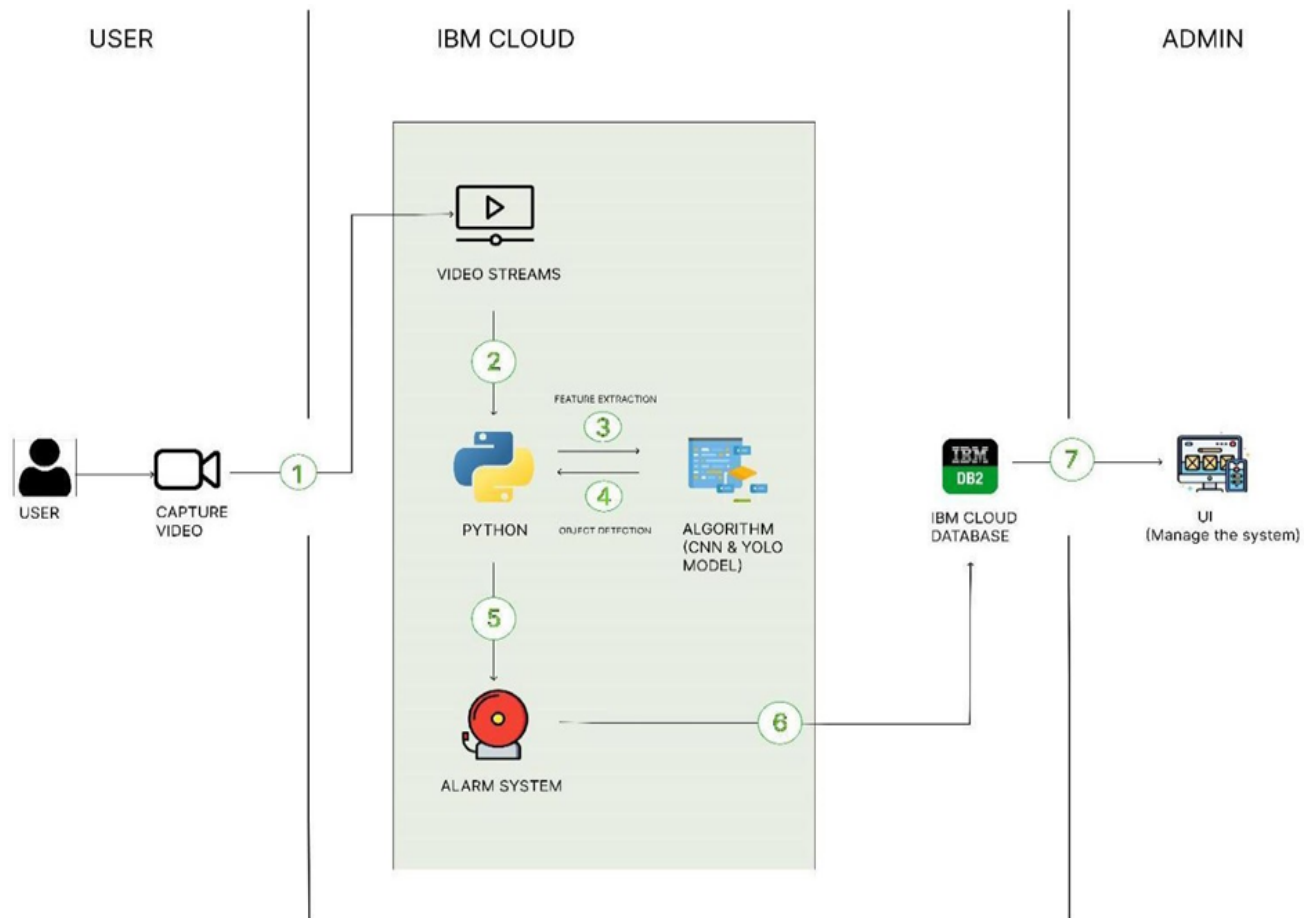 USER
IBM CLOUD
ADMIN
VIDEO STREAMS
2
FEATURE EXTRACTION
3
1
4
OBJECT DETECTION
USER
CAPTURE
VIDEO
PYTHON
ALGORITHM
(CNN & YOLO
MODEL)
5
ALARM SYSTEM
6
IBM
DB2
IBM CLOUD
DATABASE
7
UI
(Manage the system)